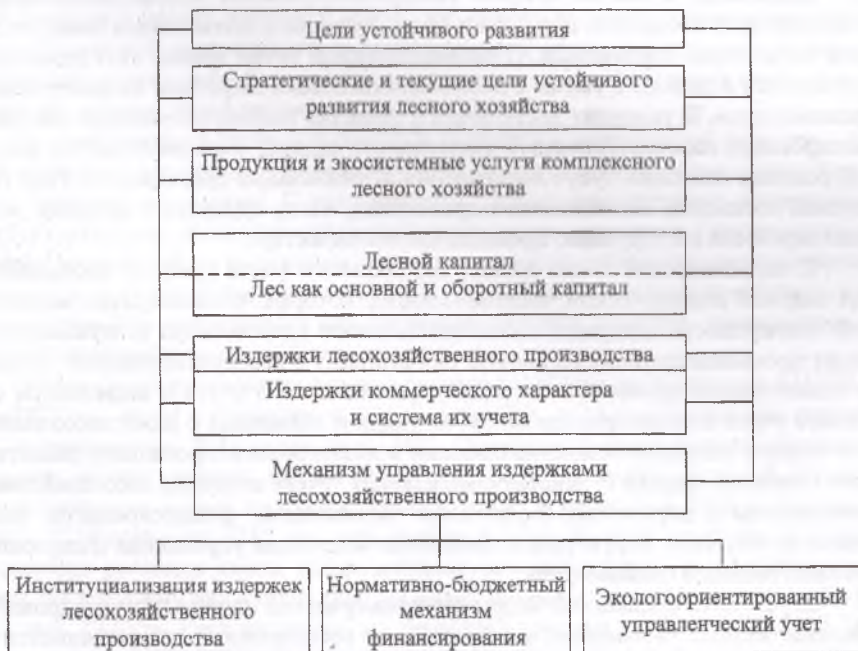 Цели устойчивого развития
Стратегические и текущие цели устойчивого
развития лесного хозяйства
Продукция и экосистемные услуги комплексного
лесного хозяйства
Лесной капитал
Лес как основной и оборотный капитал
Издержки лесохозяйственного производства
Издержки коммерческого характера
и система их учета
Механизм управления издержками
лесохозяйственного производства
Институциализация издержек
лесохозяйственного
производства
Нормативно-бюджетный
механизм
финансирования
Экологоориентированный
управленческий учет